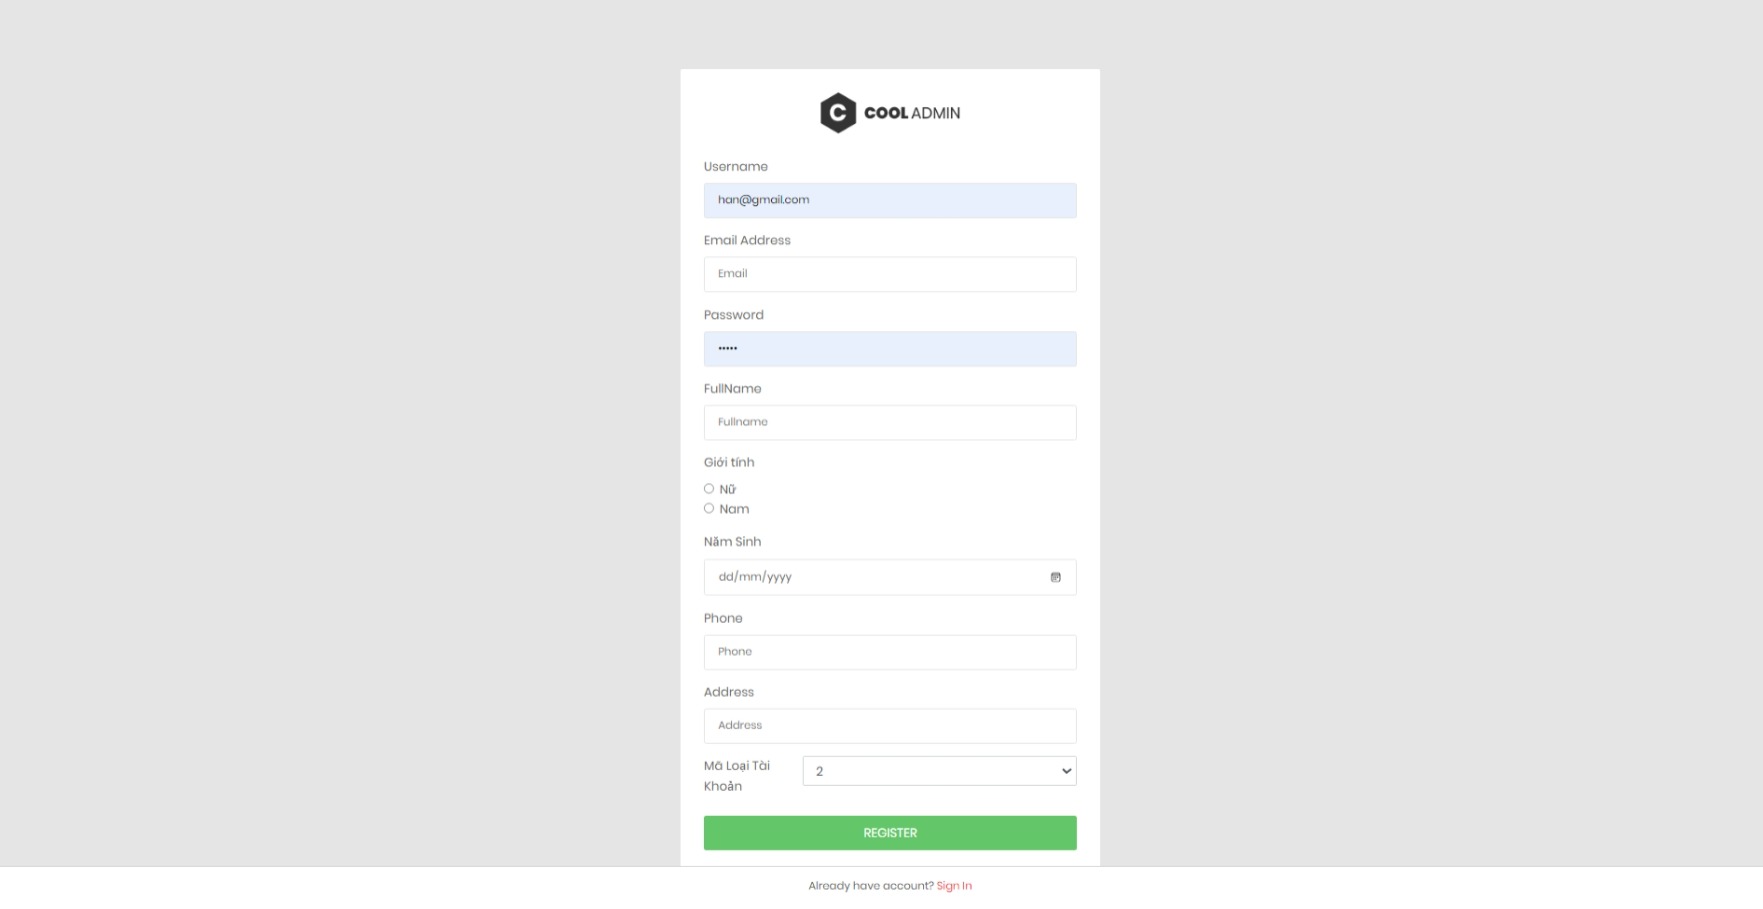 C COOL ADMIN
Username
han@gmail.com
Email Address
Email
Password
•••••
FullName
Fullname
Giới tính
Nữ
Nam
Năm Sinh
dd/mm/yyyy
Phone
Phone
Address
Address
Mã Loại Tài
Khoản
2
REGISTER
Already have account? Sign In